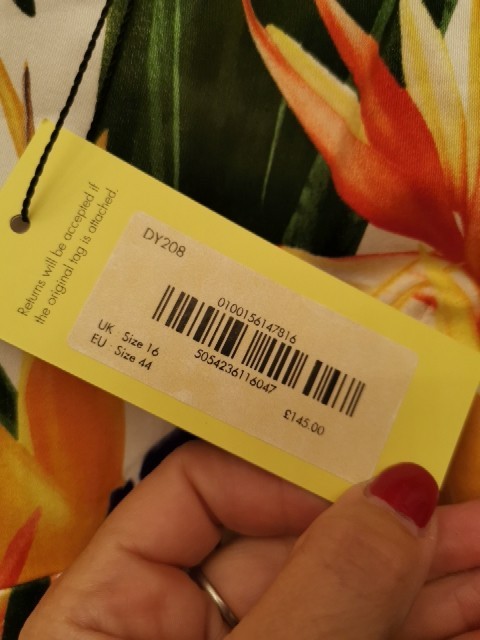 Returns will be accepted if
the original tag is attached.
DY208
0100156147816
UK Size 16
EU Size 44
5054236116047
£145.00